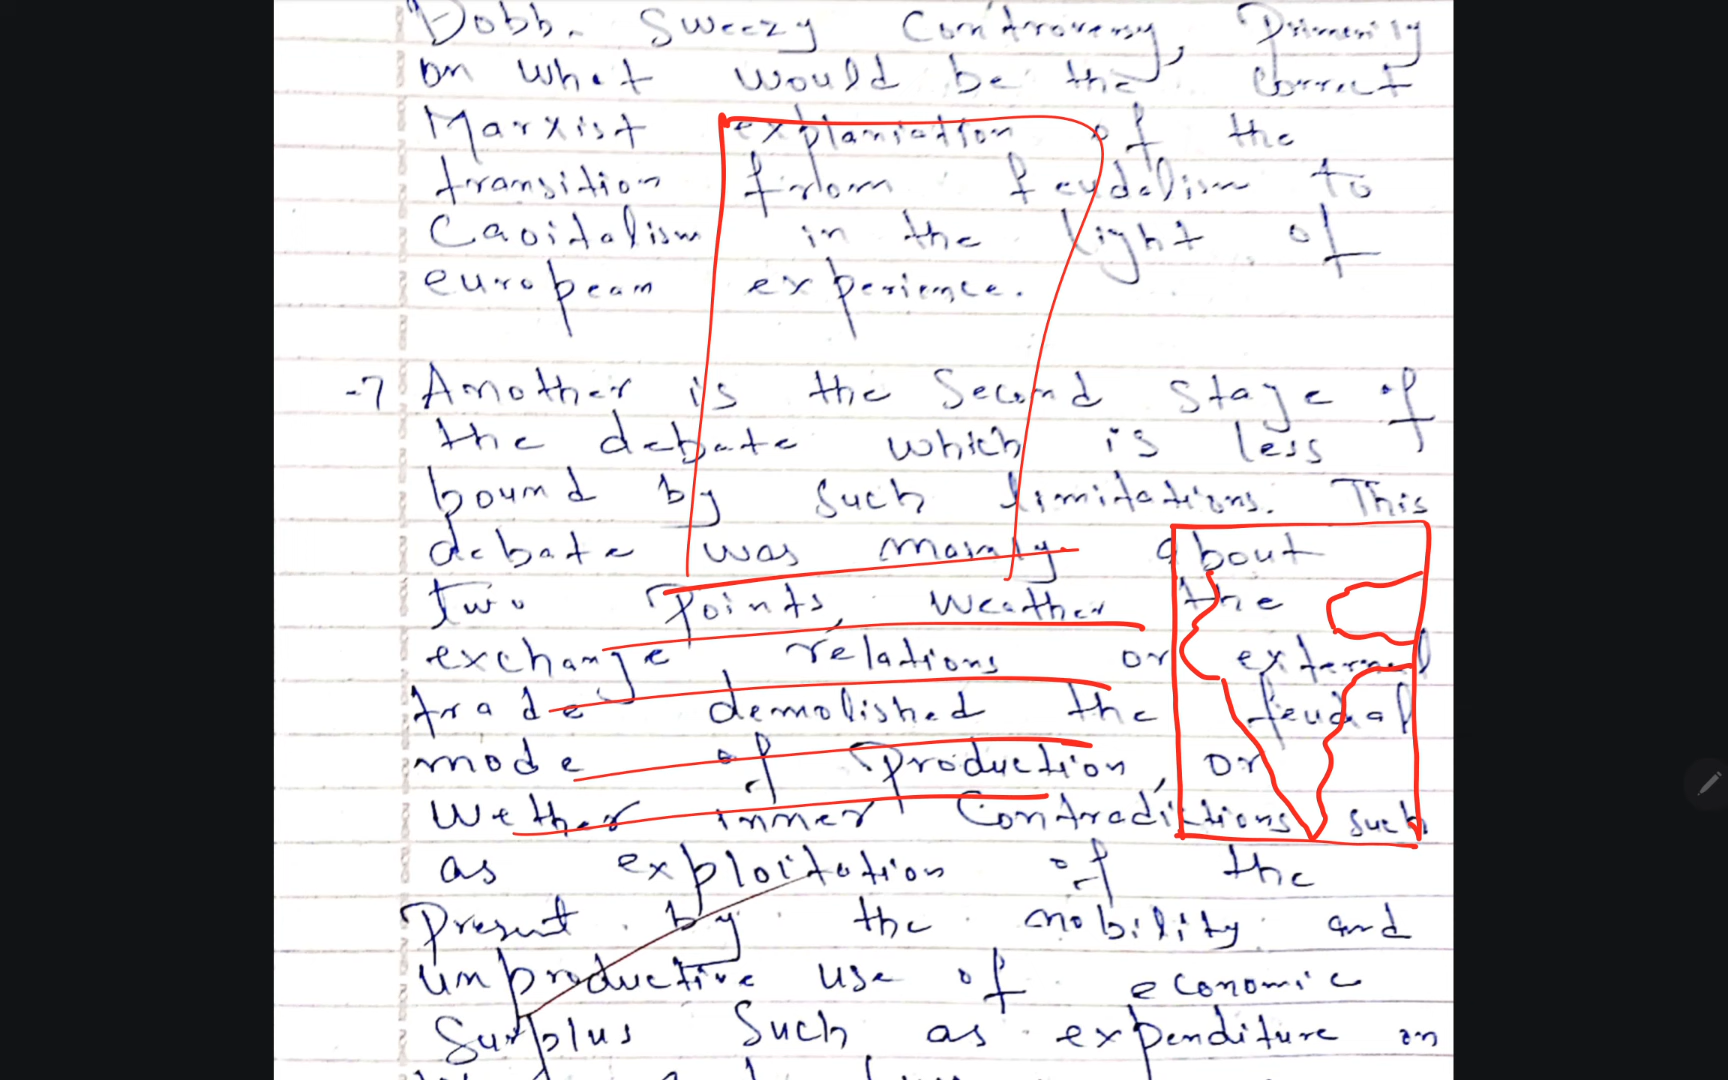 Dobb. Sweezy Controversy, Primerily
on what would be the correct
Marxist explaniation of the
transition from feudalism to
Caoitalism in the light of
european experience.
-7 Another is the Second stage of
the debate which is less
bound by such limitations. This
debate was mainly about
two Points, weather the
exchange relations or external
trade demolished the feudal
mode of Production, or
wether inner Contradiktions such
as exploitation of the
Present by the nobility and
unproductive use of economic
Surplus Such as expenditure on